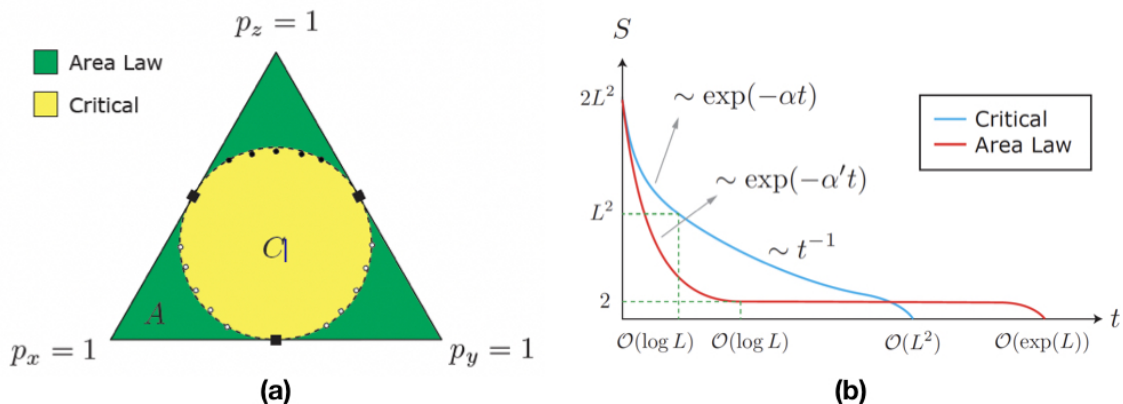 p_z = 1
Area Law
Critical
C
A
p_x = 1
p_y = 1
(a)
S
2L^2
L^2
2
∼ exp(−αt)
∼ exp(−α′t)
∼ t^{−1}
Critical
Area Law
t
O(log L)
O(log L)
O(L^2)
O(exp(L))
(b)